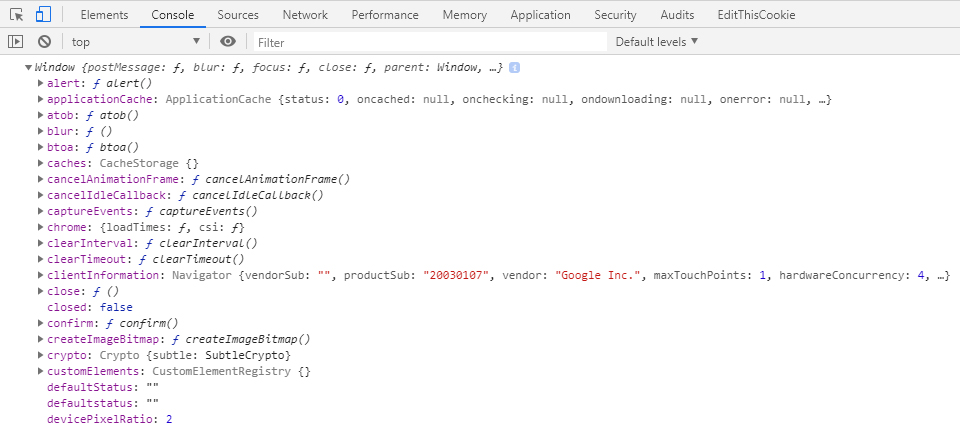 Elements Console Sources Network Performance Memory Application Security Audits EditThisCookie
top Filter Default levels
Window {postMessage: ƒ, blur: ƒ, focus: ƒ, close: ƒ, parent: Window, …} i
alert: ƒ alert()
applicationCache: ApplicationCache {status: 0, oncached: null, onchecking: null, ondownloading: null, onerror: null, …}
atob: ƒ atob()
blur: ƒ ()
btoa: ƒ btoa()
caches: CacheStorage {}
cancelAnimationFrame: ƒ cancelAnimationFrame()
cancelIdleCallback: ƒ cancelIdleCallback()
captureEvents: ƒ captureEvents()
chrome: {loadTimes: ƒ, csi: ƒ}
clearInterval: ƒ clearInterval()
clearTimeout: ƒ clearTimeout()
clientInformation: Navigator {vendorSub: "", productSub: "20030107", vendor: "Google Inc.", maxTouchPoints: 1, hardwareConcurrency: 4, …}
close: ƒ ()
closed: false
confirm: ƒ confirm()
createImageBitmap: ƒ createImageBitmap()
crypto: Crypto {subtle: SubtleCrypto}
customElements: CustomElementRegistry {}
defaultStatus: ""
defaultstatus: ""
devicePixelRatio: 2